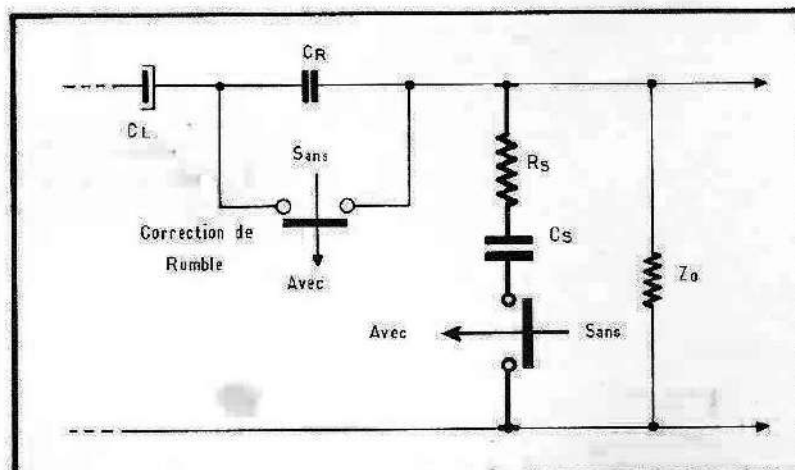 CR
CL
Sans
RS
Correction de
Rumble
CS
Avec
Zo
Avec
Sans